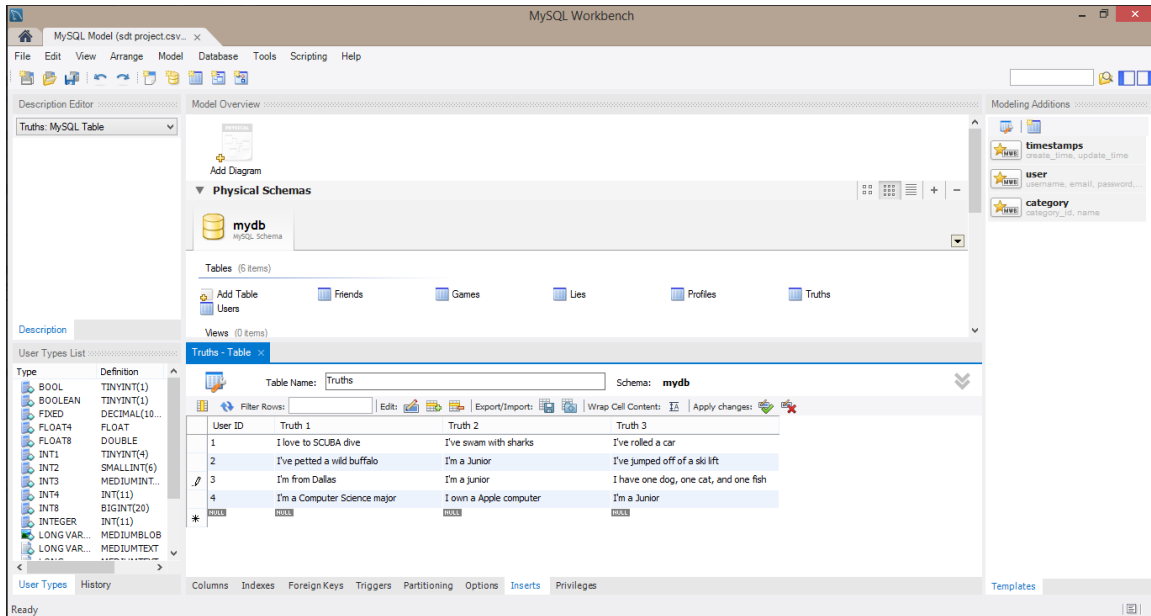 MySQL Workbench
MySQL Model (sdt project.csv... ×
File Edit View Arrange Model Database Tools Scripting Help
Description Editor
Truths: MySQL Table
Description
Model Overview
Add Diagram
Physical Schemas
mydb
MySQL Schema
Tables (6 items)
Add Table Friends Games Lies Profiles Truths
Users
Views (0 items)
Modeling Additions
timestamps
create_time, update_time
user
username, email, password,...
category
category_id, name
User Types List
Type Definition
BOOL TINYINT(1)
BOOLEAN TINYINT(1)
FIXED DECIMAL(10...
FLOAT4 FLOAT
FLOAT8 DOUBLE
INT1 TINYINT(4)
INT2 SMALLINT(6)
INT3 MEDIUMINT...
INT4 INT(11)
INT8 BIGINT(20)
INTEGER INT(11)
LONG VAR... MEDIUMBLOB
LONG VAR... MEDIUMTEXT
User Types History
Truths - Table ×
Table Name: Truths Schema: mydb
Filter Rows: Edit: Export/Import: Wrap Cell Content: Apply changes:
User ID Truth 1 Truth 2 Truth 3
1 I love to SCUBA dive I've swam with sharks I've rolled a car
2 I've petted a wild buffalo I'm a Junior I've jumped off of a ski lift
3 I'm from Dallas I'm a junior I have one dog, one cat, and one fish
4 I'm a Computer Science major I own a Apple computer I'm a Junior
NULL NULL NULL NULL
Columns Indexes Foreign Keys Triggers Partitioning Options Inserts Privileges
Templates
Ready